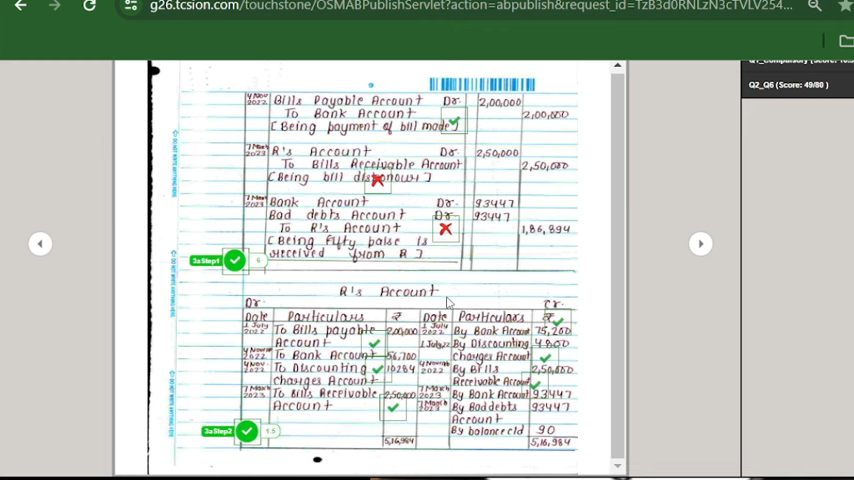 g26.tcsion.com/touchstone/OSMABPublishServlet?action=abpublish&request_id=TzB3d0RNLzN3cTVLV254...
Q2_Q6 (Score: 49/80 )
9
4 Nov 2022 Bills Payable Account Dr. 2,00,000
To Bank Account 2,00,000
[Being payment of bill made]
7 Mar 2023 R's Account Dr. 2,50,000
To Bills Receivable Account 2,50,000
[Being bill dishonour]
7 Mar 2023 Bank Account Dr. 93447
Bad debts Account Dr 93447
To R's Account 1,86,894
[Being fifty paise is
received from R]
3aStep1 6
R's Account
Dr. Cr.
Date Particulars ₹ Date Particulars ₹
1 July 2022 To Bills payable 2,00,000 1 July 2022 By Bank Account 75,200
Account 1 July 22 By Discounting 4800
4 Nov 2022 To Bank Account 56,700 charges Account
4 Nov 2022 To Discounting 10284 4 Nov 2022 By Bills 2,50,000
charges Account Receivable Account
7 March 2023 To Bills Receivable 2,50,000 7 March 2023 By Bank Account 93447
Account 7 March 2023 By Bad debts 93447
Account
By balance c/d 90
5,16,984 5,16,984
3aStep2 1.5